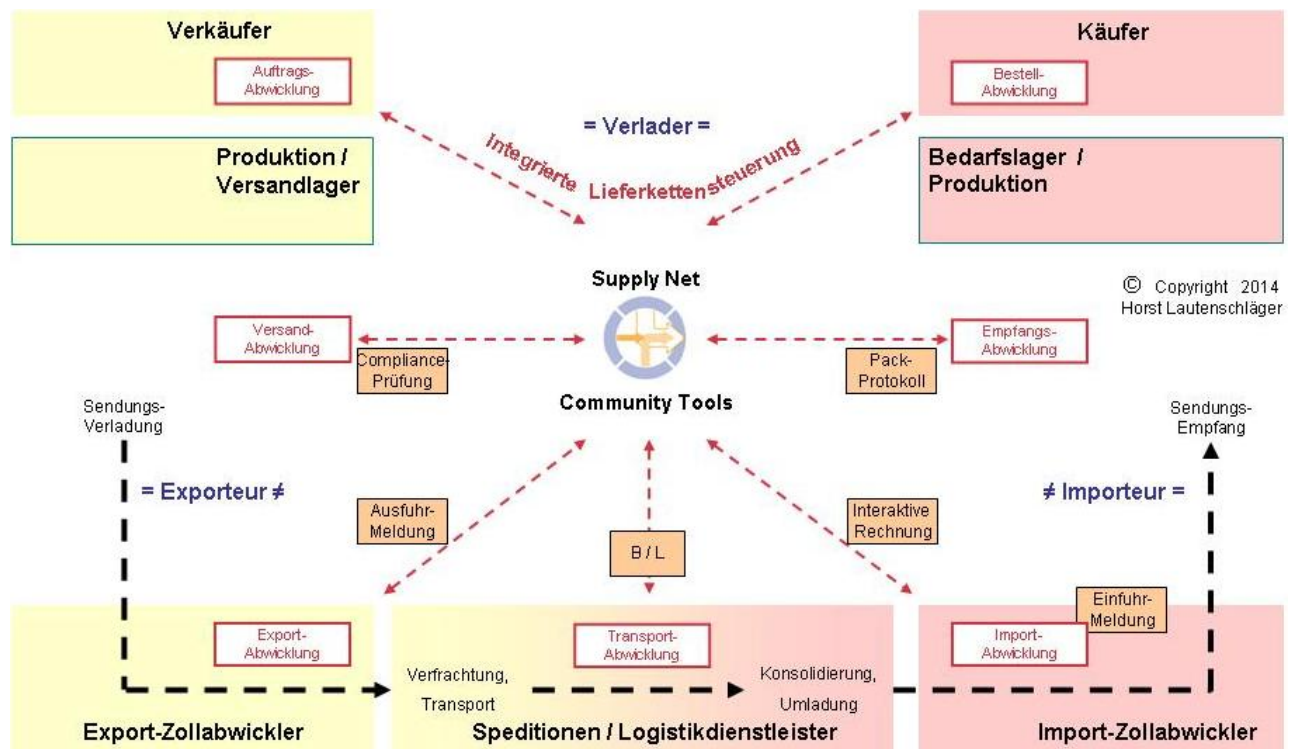 Verkäufer
Auftrags-
Abwicklung
Käufer
Bestell-
Abwicklung
= Verlader =
Integrierte Lieferkettensteuerung
Produktion /
Versandlager
Bedarfslager /
Produktion
Supply Net
© Copyright 2014
Horst Lautenschläger
Versand-
Abwicklung
Compliance-
Prüfung
Pack-
Protokoll
Empfangs-
Abwicklung
Community Tools
Sendungs-
Verladung
Sendungs-
Empfang
= Exporteur ≠
≠ Importeur =
Ausfuhr-
Meldung
B / L
Interaktive
Rechnung
Einfuhr-
Meldung
Export-
Abwicklung
Transport-
Abwicklung
Import-
Abwicklung
Verfrachtung,
Transport
Konsolidierung,
Umladung
Export-Zollabwickler
Speditionen / Logistikdienstleister
Import-Zollabwickler